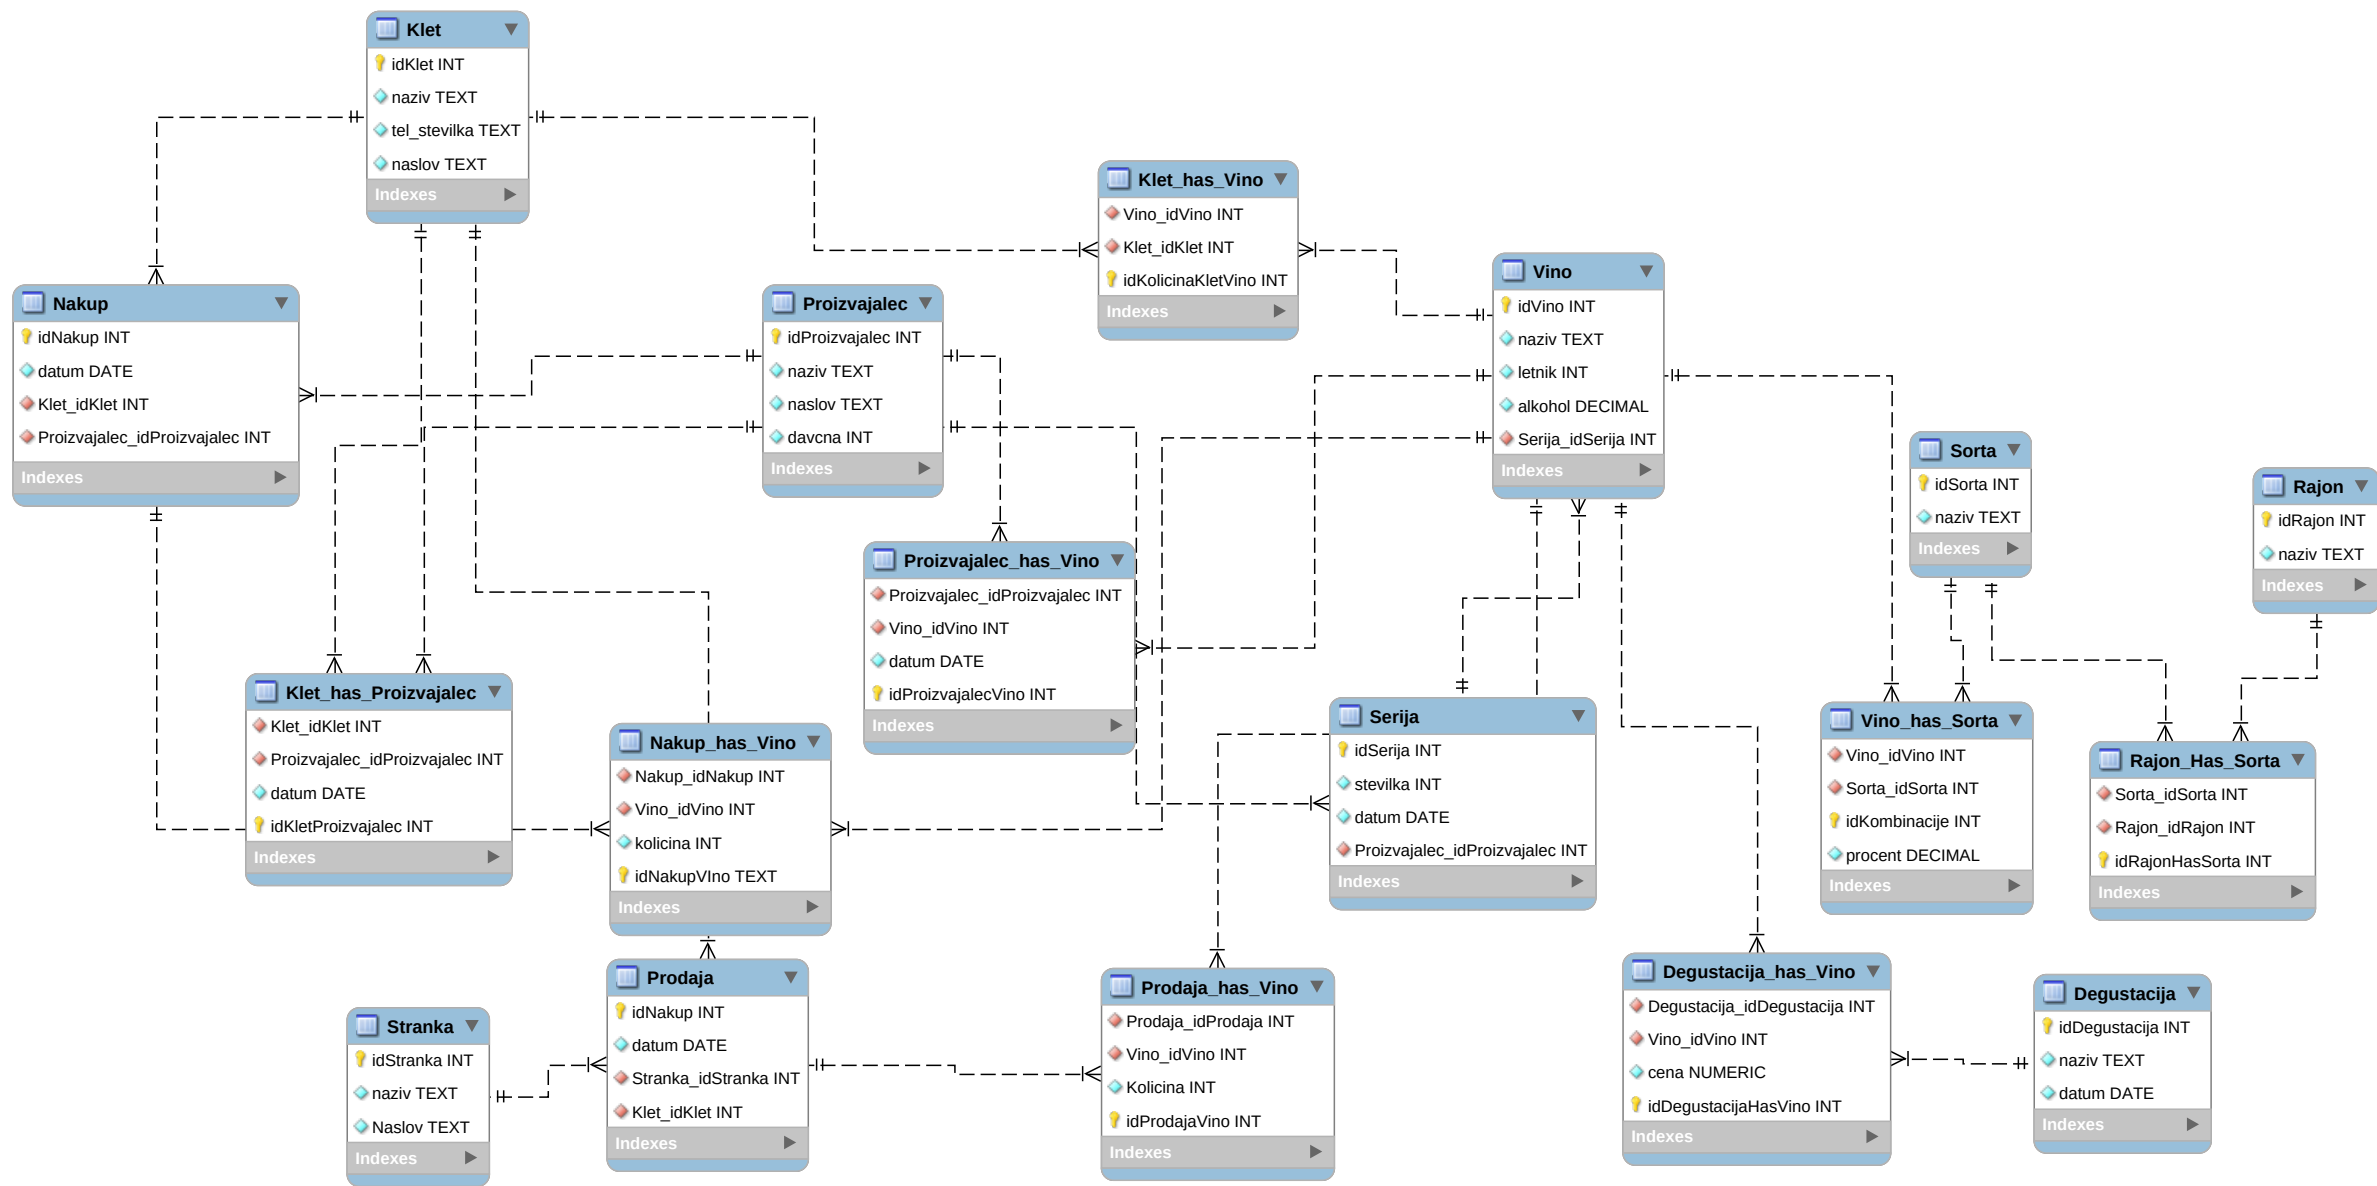 Klet
idKlet INT
naziv TEXT
tel_stevilka TEXT
naslov TEXT
Indexes
Klet_has_Vino
Vino_idVino INT
Klet_idKlet INT
idKolicinaKletVino INT
Indexes
Vino
idVino INT
naziv TEXT
letnik INT
alkohol DECIMAL
Serija_idSerija INT
Indexes
Nakup
idNakup INT
datum DATE
Klet_idKlet INT
Proizvajalec_idProizvajalec INT
Indexes
Proizvajalec
idProizvajalec INT
naziv TEXT
naslov TEXT
davcna INT
Indexes
Sorta
idSorta INT
naziv TEXT
Indexes
Rajon
idRajon INT
naziv TEXT
Indexes
Proizvajalec_has_Vino
Proizvajalec_idProizvajalec INT
Vino_idVino INT
datum DATE
idProizvajalecVino INT
Indexes
Klet_has_Proizvajalec
Klet_idKlet INT
Proizvajalec_idProizvajalec INT
datum DATE
idKletProizvajalec INT
Indexes
Nakup_has_Vino
Nakup_idNakup INT
Vino_idVino INT
kolicina INT
idNakupVIno TEXT
Indexes
Serija
idSerija INT
stevilka INT
datum DATE
Proizvajalec_idProizvajalec INT
Indexes
Vino_has_Sorta
Vino_idVino INT
Sorta_idSorta INT
idKombinacije INT
procent DECIMAL
Indexes
Rajon_Has_Sorta
Sorta_idSorta INT
Rajon_idRajon INT
idRajonHasSorta INT
Indexes
Stranka
idStranka INT
naziv TEXT
Naslov TEXT
Indexes
Prodaja
idNakup INT
datum DATE
Stranka_idStranka INT
Klet_idKlet INT
Indexes
Prodaja_has_Vino
Prodaja_idProdaja INT
Vino_idVino INT
Kolicina INT
idProdajaVino INT
Indexes
Degustacija_has_Vino
Degustacija_idDegustacija INT
Vino_idVino INT
cena NUMERIC
idDegustacijaHasVino INT
Indexes
Degustacija
idDegustacija INT
naziv TEXT
datum DATE
Indexes